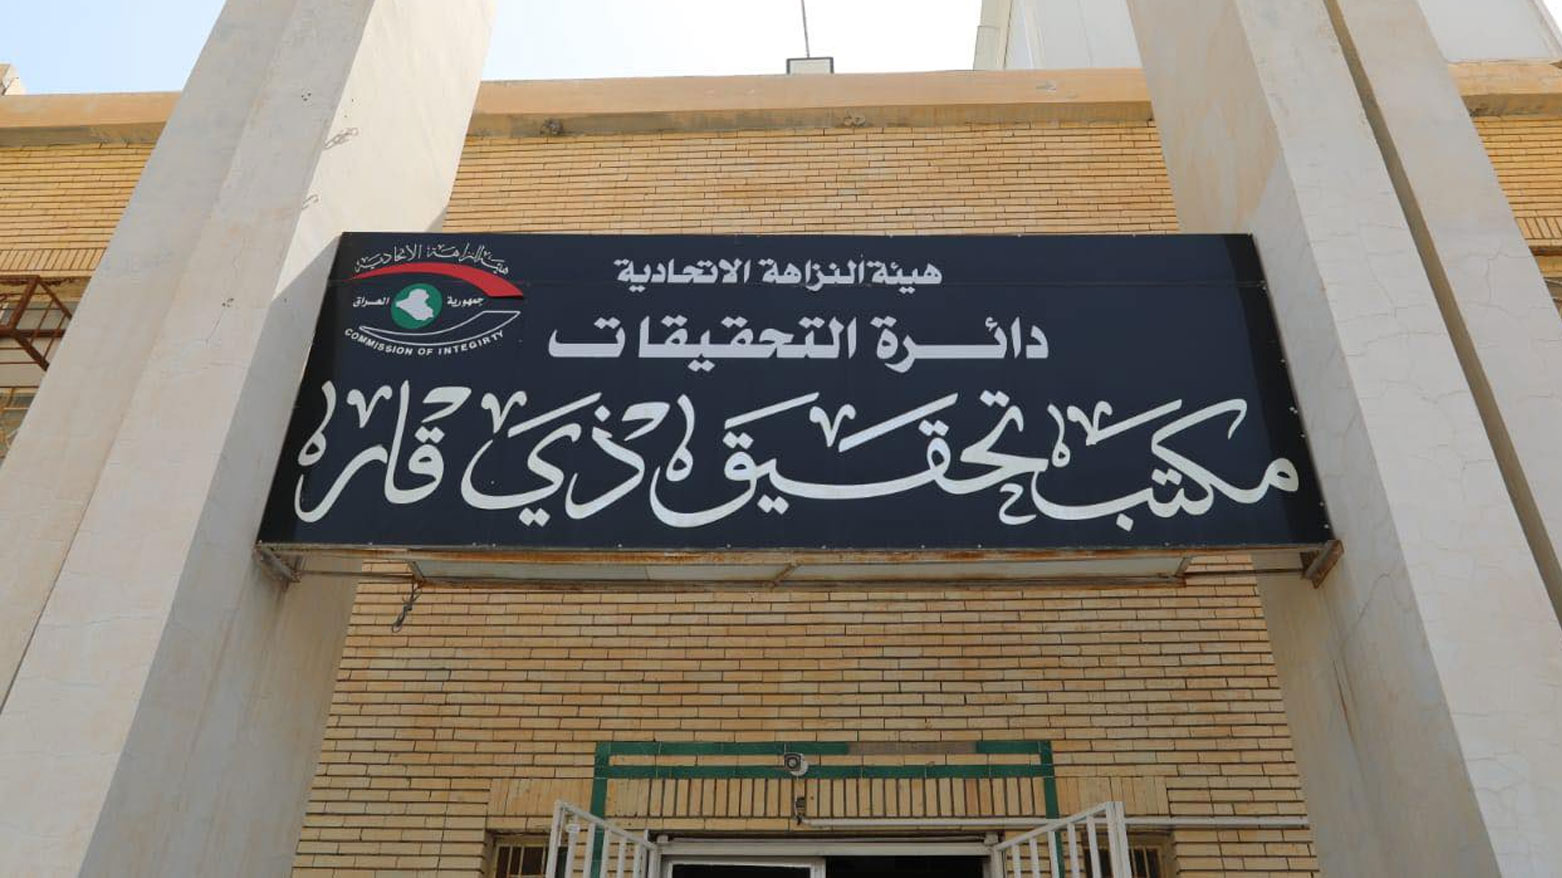 هيئة النزاهة الاتحادية
جمهورية العراق
COMMISSION OF INTEGIRTY
هيئة النزاهة الاتحادية
دائرة التحقيقات
مكتب تحقيق ذي قار